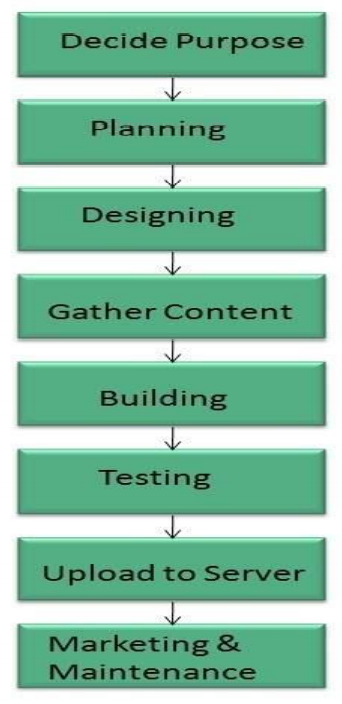 Decide Purpose
Planning
Designing
Gather Content
Building
Testing
Upload to Server
Marketing &
Maintenance